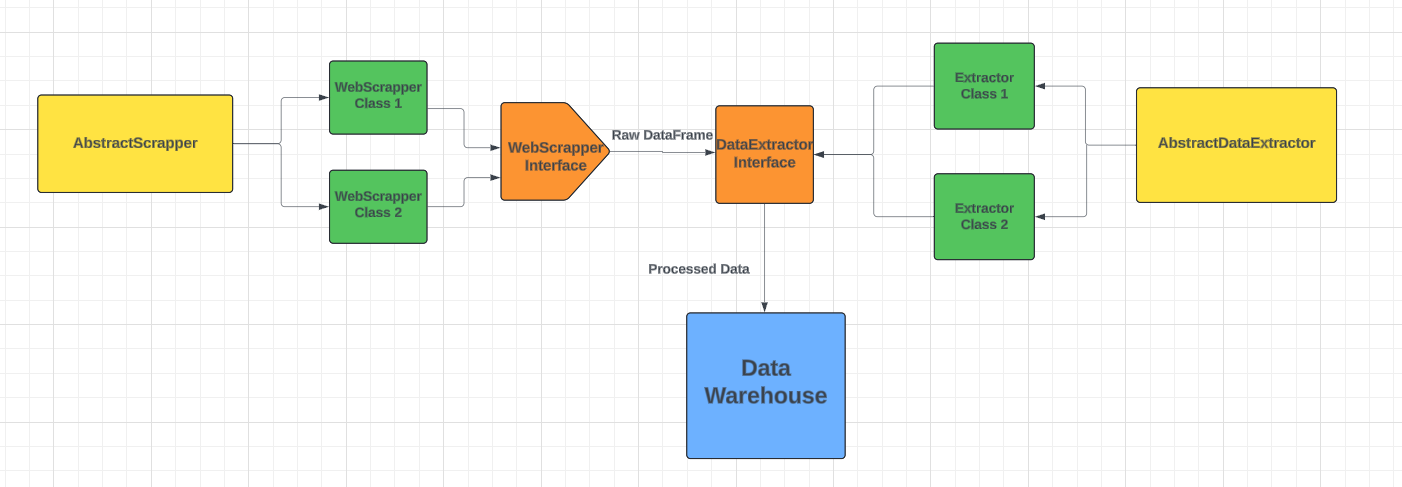 AbstractScrapper
WebScrapper
Class 1
WebScrapper
Class 2
WebScrapper
Interface
Raw DataFrame
DataExtractor
Interface
Extractor
Class 1
Extractor
Class 2
AbstractDataExtractor
Processed Data
Data
Warehouse